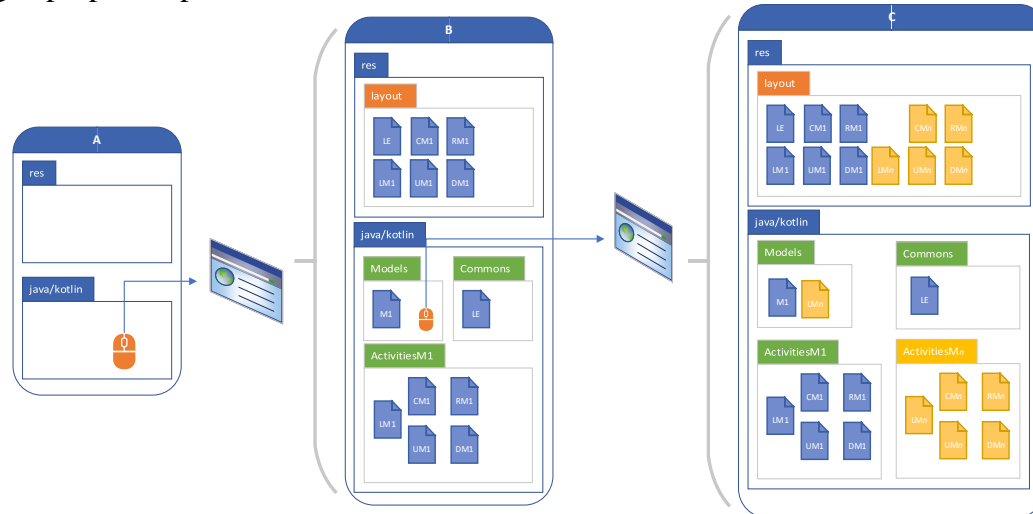 A
res
java/kotlin
B
res
layout
LE CM1 RM1
LM1 UM1 DM1
java/kotlin
Models Commons
M1 LE
ActivitiesM1
CM1 RM1
LM1
UM1 DM1
C
res
layout
LE CM1 RM1 CMn RMn
LM1 UM1 DM1 LMn UMn DMn
java/kotlin
Models Commons
M1 LMn LE
ActivitiesM1 ActivitiesMn
CM1 RM1 CMn RMn
LM1 LMn
UM1 DM1 UMn DMn